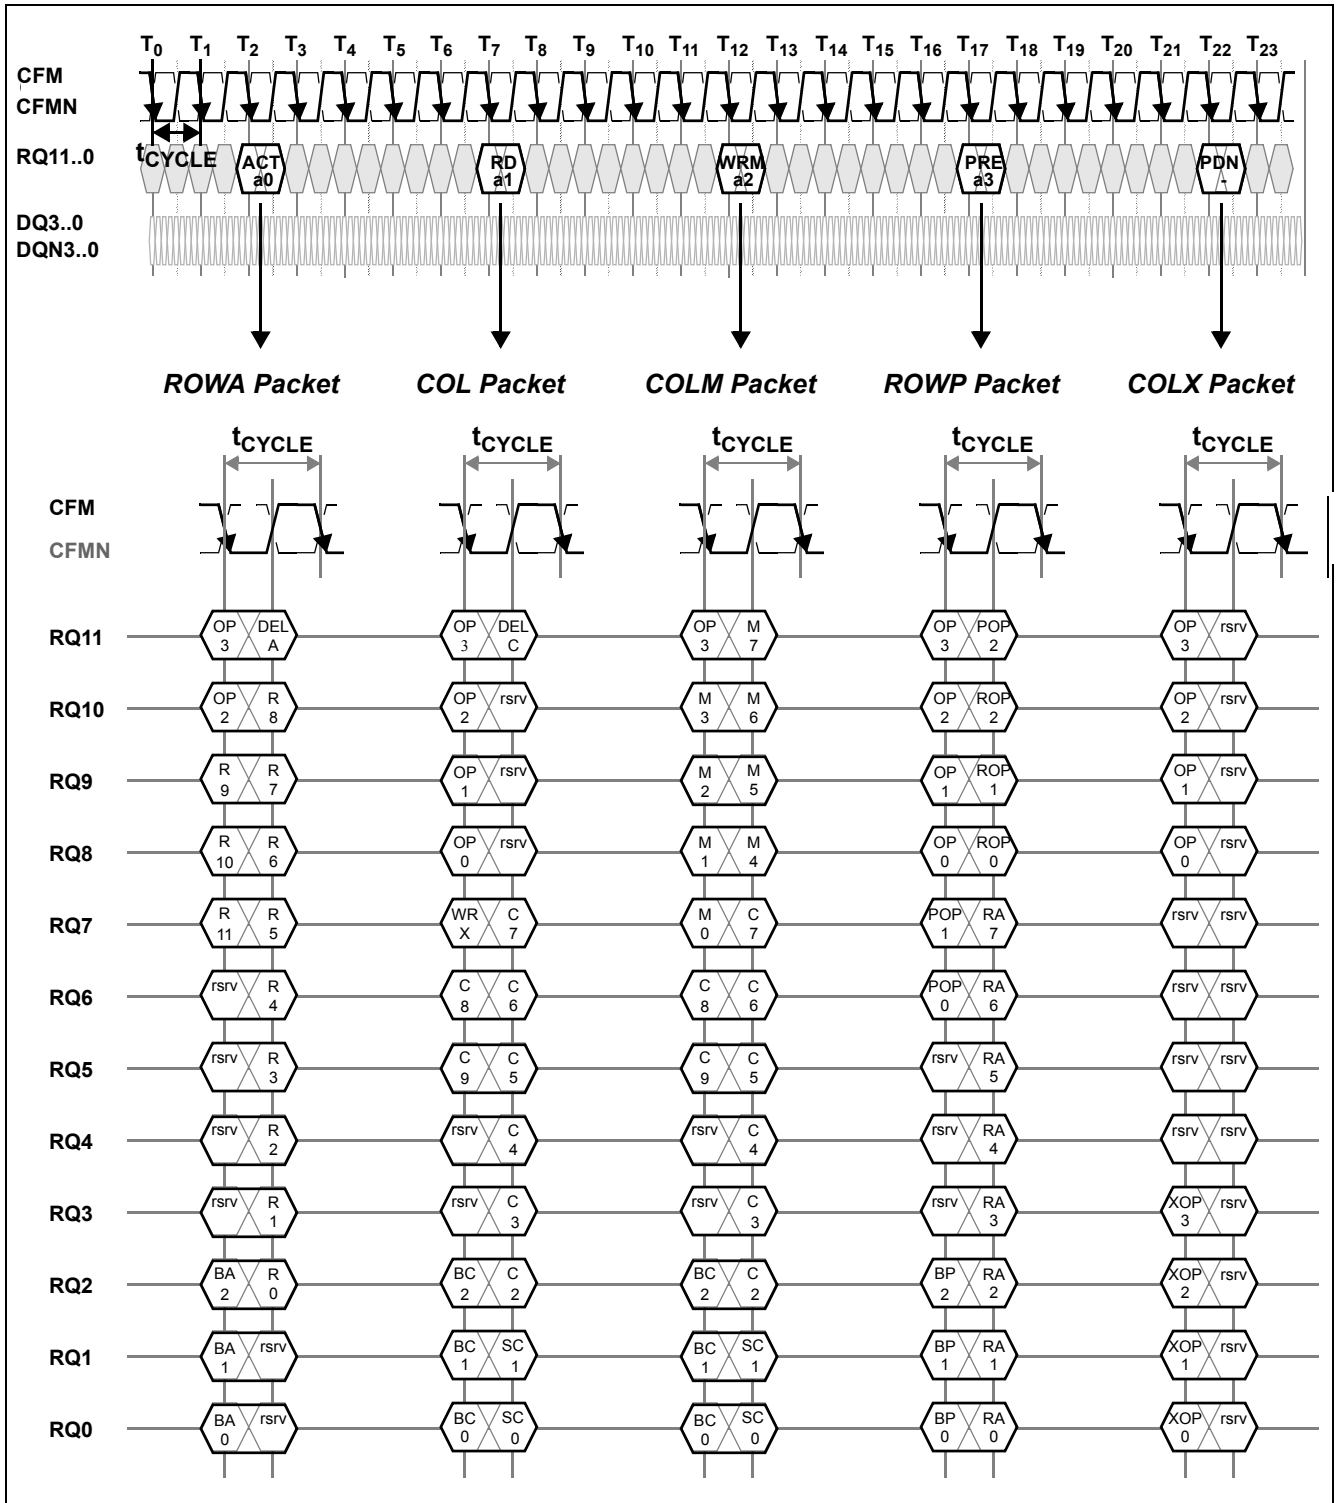 T0 T1 T2 T3 T4 T5 T6 T7 T8 T9 T10 T11 T12 T13 T14 T15 T16 T17 T18 T19 T20 T21 T22 T23
CFM
CFMN
tCYCLE
RQ11..0 ACT a0 RD a1 WRM a2 PRE a3 PDN -
DQ3..0
DQN3..0
ROWA Packet COL Packet COLM Packet ROWP Packet COLX Packet
tCYCLE tCYCLE tCYCLE tCYCLE tCYCLE
CFM
CFMN
RQ11 OP 3 DEL A OP 3 DEL C OP 3 M 7 OP 3 POP 2 OP 3 rsrv
RQ10 OP 2 R 8 OP 2 rsrv M 3 M 6 OP 2 ROP 2 OP 2 rsrv
RQ9 R 9 R 7 OP 1 rsrv M 2 M 5 OP 1 ROP 1 OP 1 rsrv
RQ8 R 10 R 6 OP 0 rsrv M 1 M 4 OP 0 ROP 0 OP 0 rsrv
RQ7 R 11 R 5 WR X C 7 M 0 C 7 POP 1 RA 7 rsrv rsrv
RQ6 rsrv R 4 C 8 C 6 C 8 C 6 POP 0 RA 6 rsrv rsrv
RQ5 rsrv R 3 C 9 C 5 C 9 C 5 rsrv RA 5 rsrv rsrv
RQ4 rsrv R 2 rsrv C 4 rsrv C 4 rsrv RA 4 rsrv rsrv
RQ3 rsrv R 1 rsrv C 3 rsrv C 3 rsrv RA 3 XOP 3 rsrv
RQ2 BA 2 R 0 BC 2 C 2 BC 2 C 2 BP 2 RA 2 XOP 2 rsrv
RQ1 BA 1 rsrv BC 1 SC 1 BC 1 SC 1 BP 1 RA 1 XOP 1 rsrv
RQ0 BA 0 rsrv BC 0 SC 0 BC 0 SC 0 BP 0 RA 0 XOP 0 rsrv